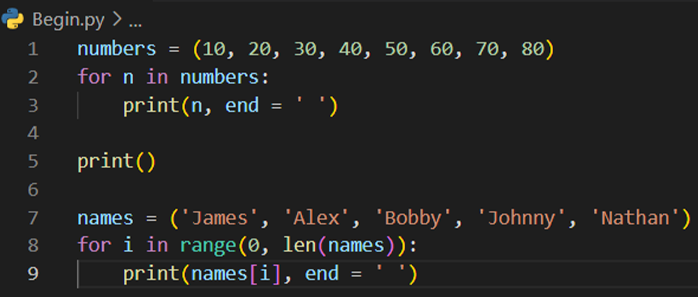 Begin.py > ...
1 numbers = (10, 20, 30, 40, 50, 60, 70, 80)
2 for n in numbers:
3     print(n, end = ' ')
4
5 print()
6
7 names = ('James', 'Alex', 'Bobby', 'Johnny', 'Nathan')
8 for i in range(0, len(names)):
9     print(names[i], end = ' ')